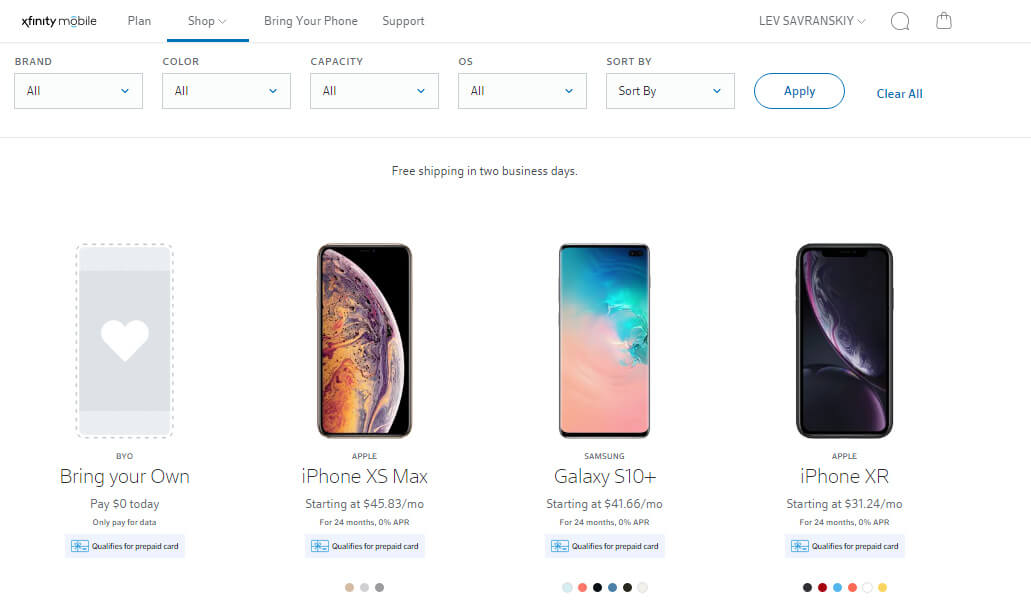 xfinity mobile Plan Shop Bring Your Phone Support LEV SAVRANSKIY
BRAND COLOR CAPACITY OS SORT BY
All All All All Sort By Apply Clear All
Free shipping in two business days.
BYO APPLE SAMSUNG APPLE
Bring your Own iPhone XS Max Galaxy S10+ iPhone XR
Pay $0 today Starting at $45.83/mo Starting at $41.66/mo Starting at $31.24/mo
Only pay for data For 24 months, 0% APR For 24 months, 0% APR For 24 months, 0% APR
Qualifies for prepaid card Qualifies for prepaid card Qualifies for prepaid card Qualifies for prepaid card